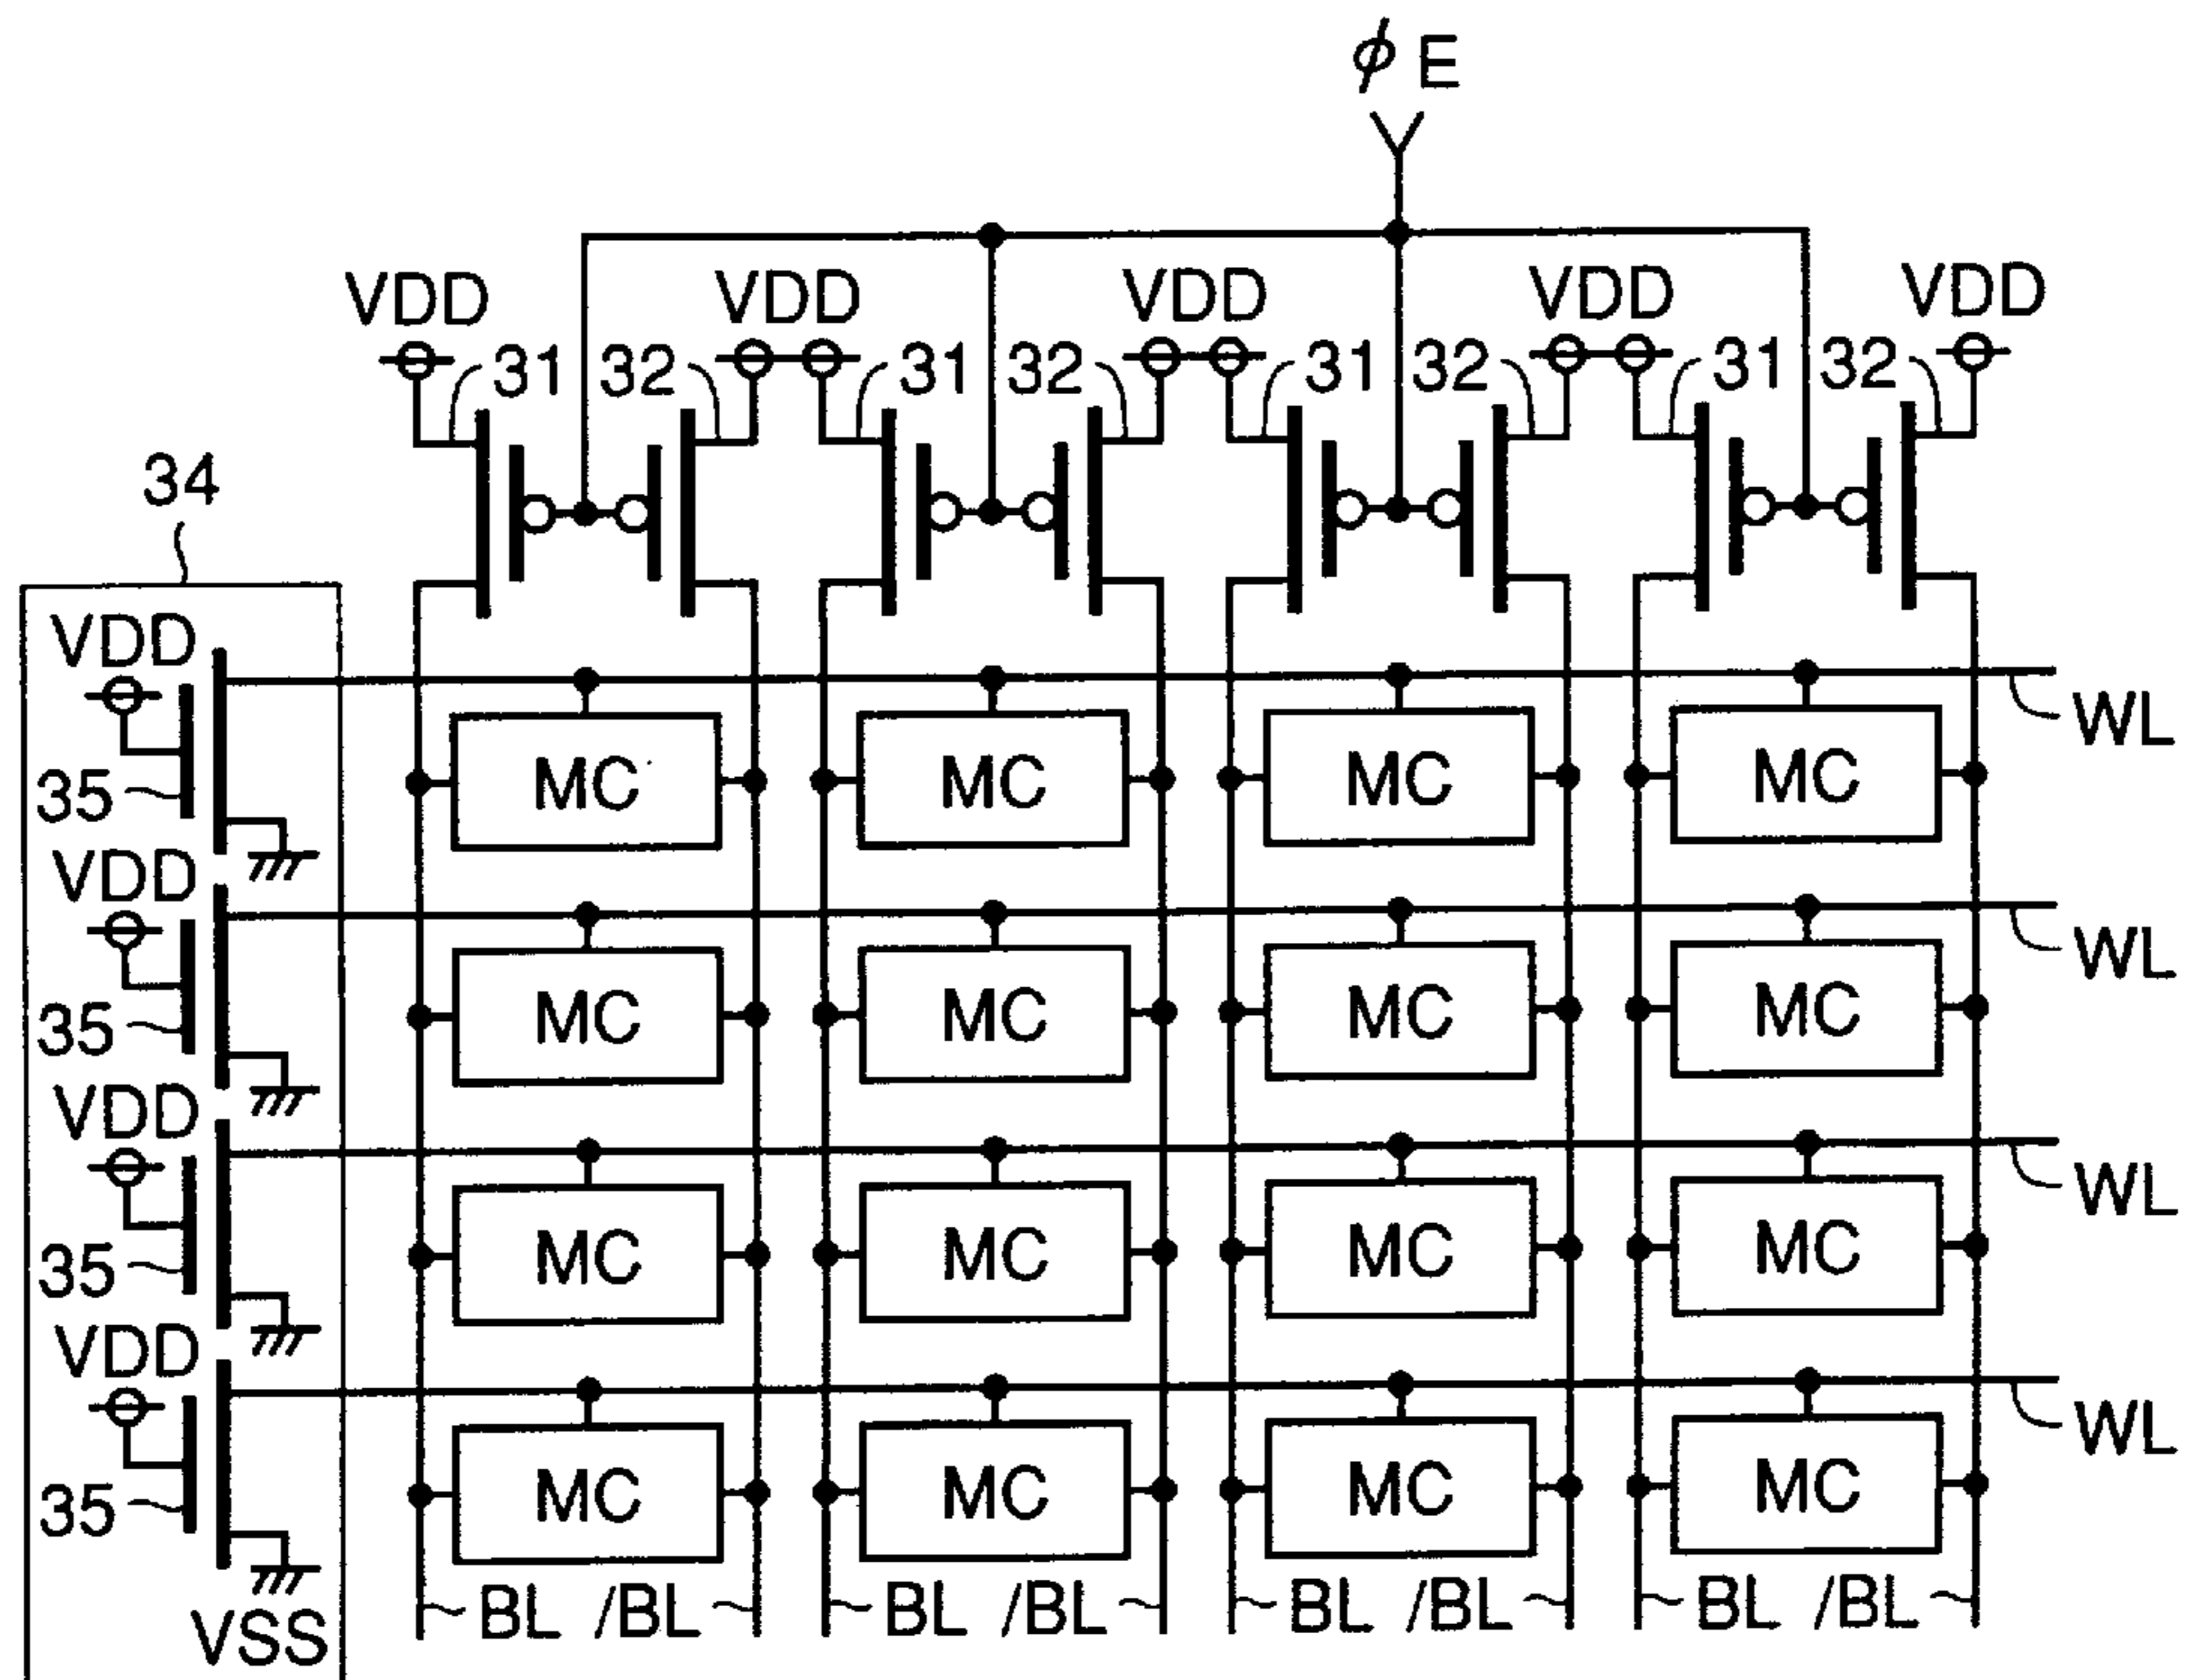 ϕE
VDD VDD VDD VDD VDD
31 32 31 32 31 32 31 32
34
VDD
35
MC MC MC MC
WL
VDD
35
MC MC MC MC
WL
VDD
35
MC MC MC MC
WL
VDD
35
MC MC MC MC
WL
VSS
BL /BL BL /BL BL /BL BL /BL